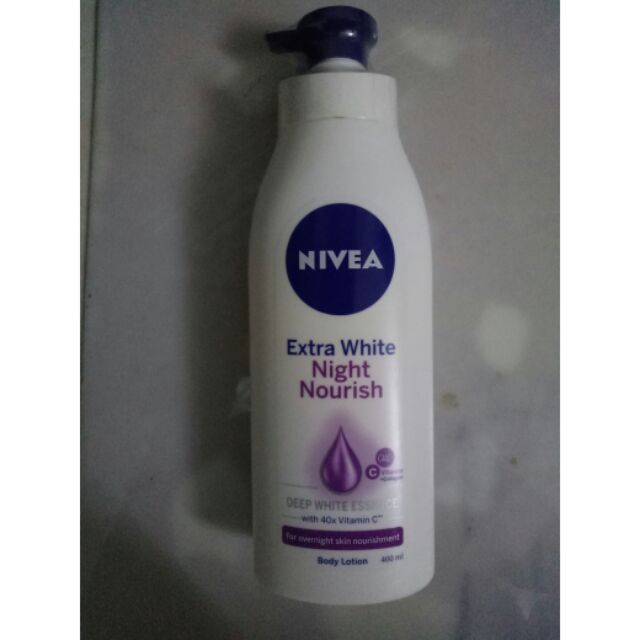 NIVEA
Extra White
Night
Nourish
C
DEEP WHITE ESSENCE
with 40x Vitamin C**
For overnight skin nourishment
Body Lotion 400 ml